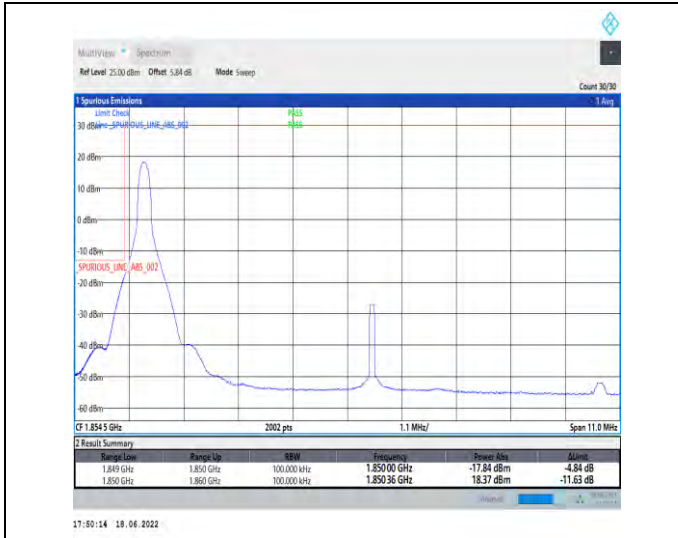 MultiView Spectrum
Ref Level 25.00 dBm Offset 5.84 dB Mode Sweep
Count 30/30
1 Spurious Emissions 1 Avg
Limit Check PASS
30 dBm Line _SPURIOUS_LINE_ABS_002 PASS
20 dBm
10 dBm
0 dBm
-10 dBm
_SPURIOUS_LINE_ABS_002
-20 dBm
-30 dBm
-40 dBm
-50 dBm
-60 dBm
CF 1.854 5 GHz 2002 pts 1.1 MHz/ Span 11.0 MHz
2 Result Summary
Range Low Range Up RBW Frequency Power Abs ΔLimit
1.849 GHz 1.850 GHz 100.000 kHz 1.850 00 GHz -17.84 dBm -4.84 dB
1.850 GHz 1.860 GHz 100.000 kHz 1.850 36 GHz 18.37 dBm -11.63 dB
17:50:14 18.06.2022